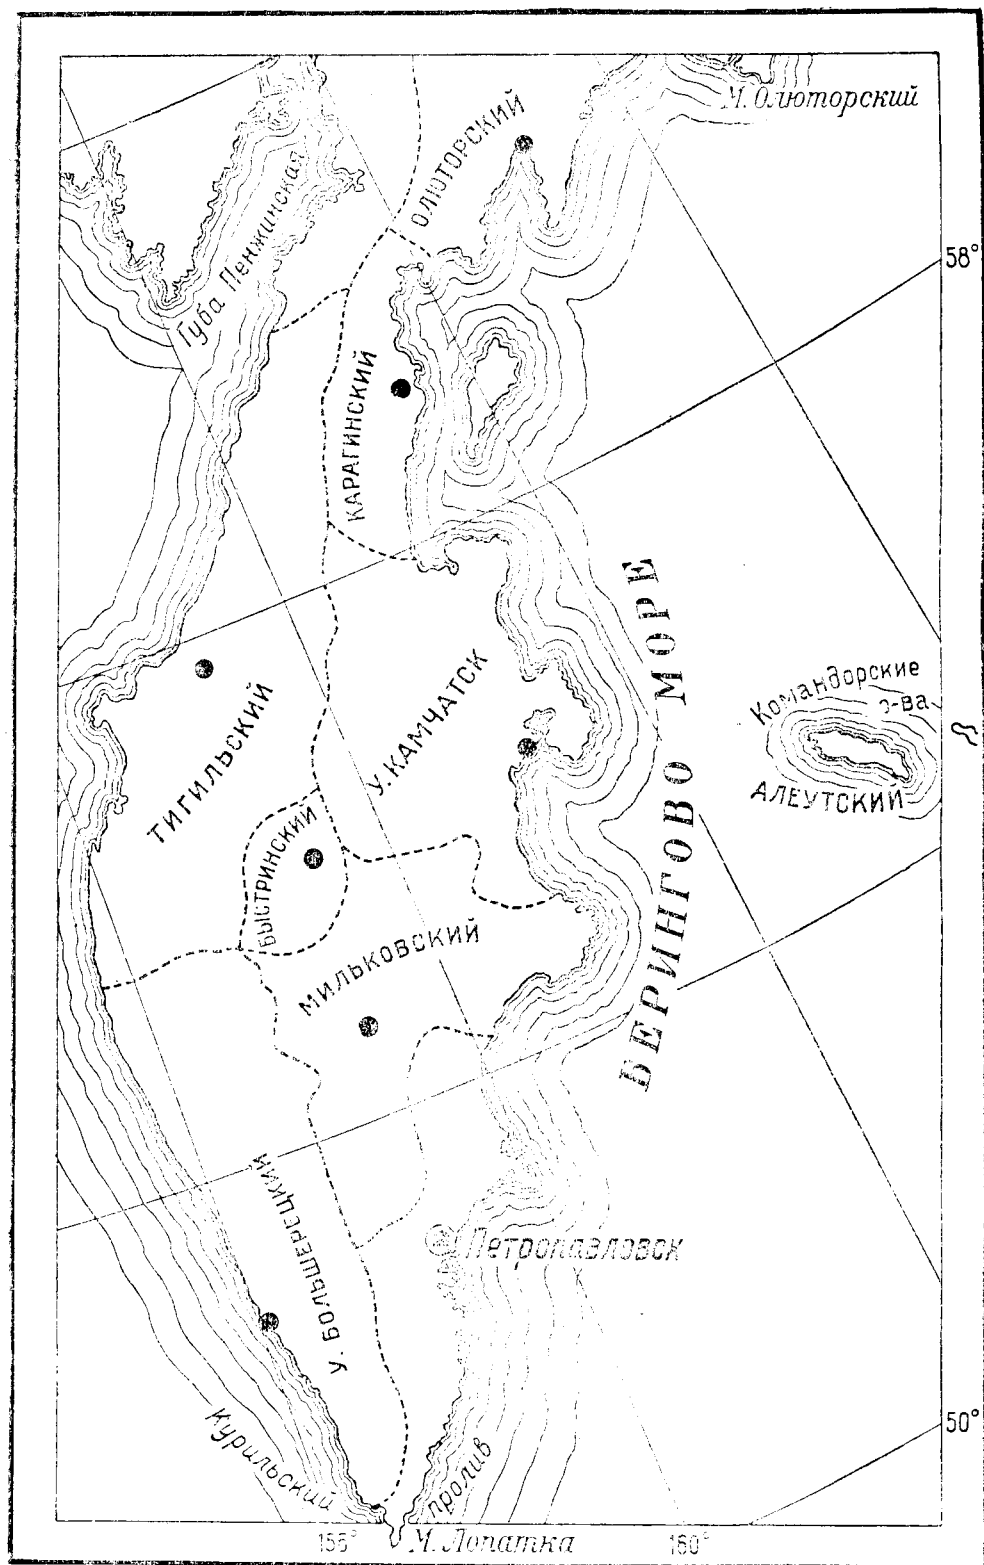 М. Олюторский
ОЛЮТОРСКИЙ
Губа Пенжинская
58°
КАРАГИНСКИЙ
БЕРИНГОВО МОРЕ
Командорские
о-ва
АЛЕУТСКИЙ
ТИГИЛЬСКИЙ
У. КАМЧАТСК
БЫСТРИНСКИЙ
МИЛЬКОВСКИЙ
У. БОЛЬШЕРЕЦКИЙ
Петропавловск
50°
Курильский
пролив
156°
М. Лопатка
160°